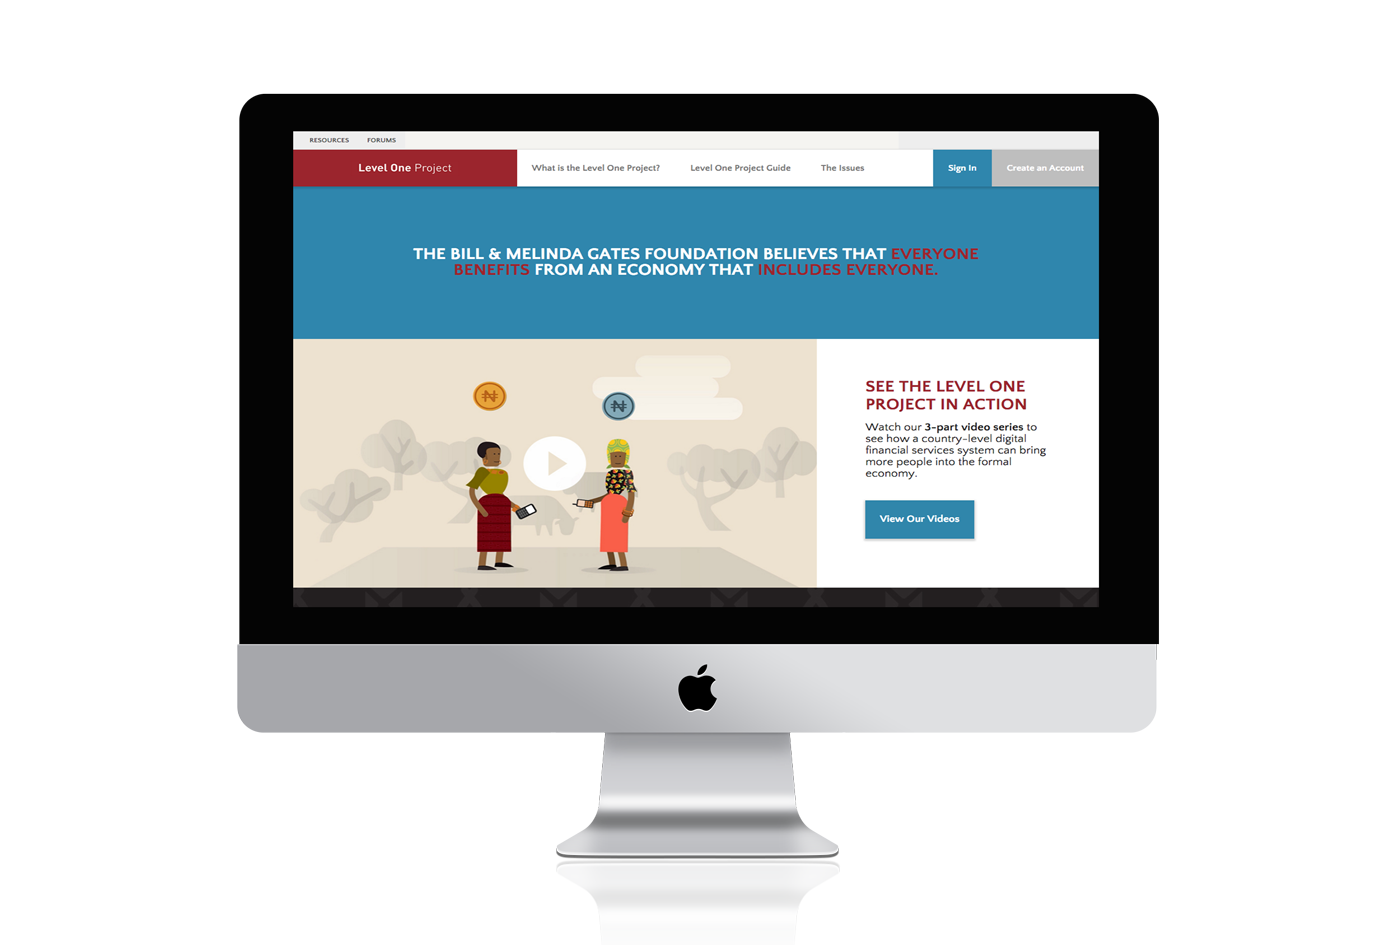 RESOURCES FORUMS
Level One Project What is the Level One Project? Level One Project Guide The Issues Sign In Create an Account
THE BILL & MELINDA GATES FOUNDATION BELIEVES THAT EVERYONE
BENEFITS FROM AN ECONOMY THAT INCLUDES EVERYONE.
₦ ₦
SEE THE LEVEL ONE
PROJECT IN ACTION
Watch our 3-part video series to
see how a country-level digital
financial services system can bring
more people into the formal
economy.
View Our Videos